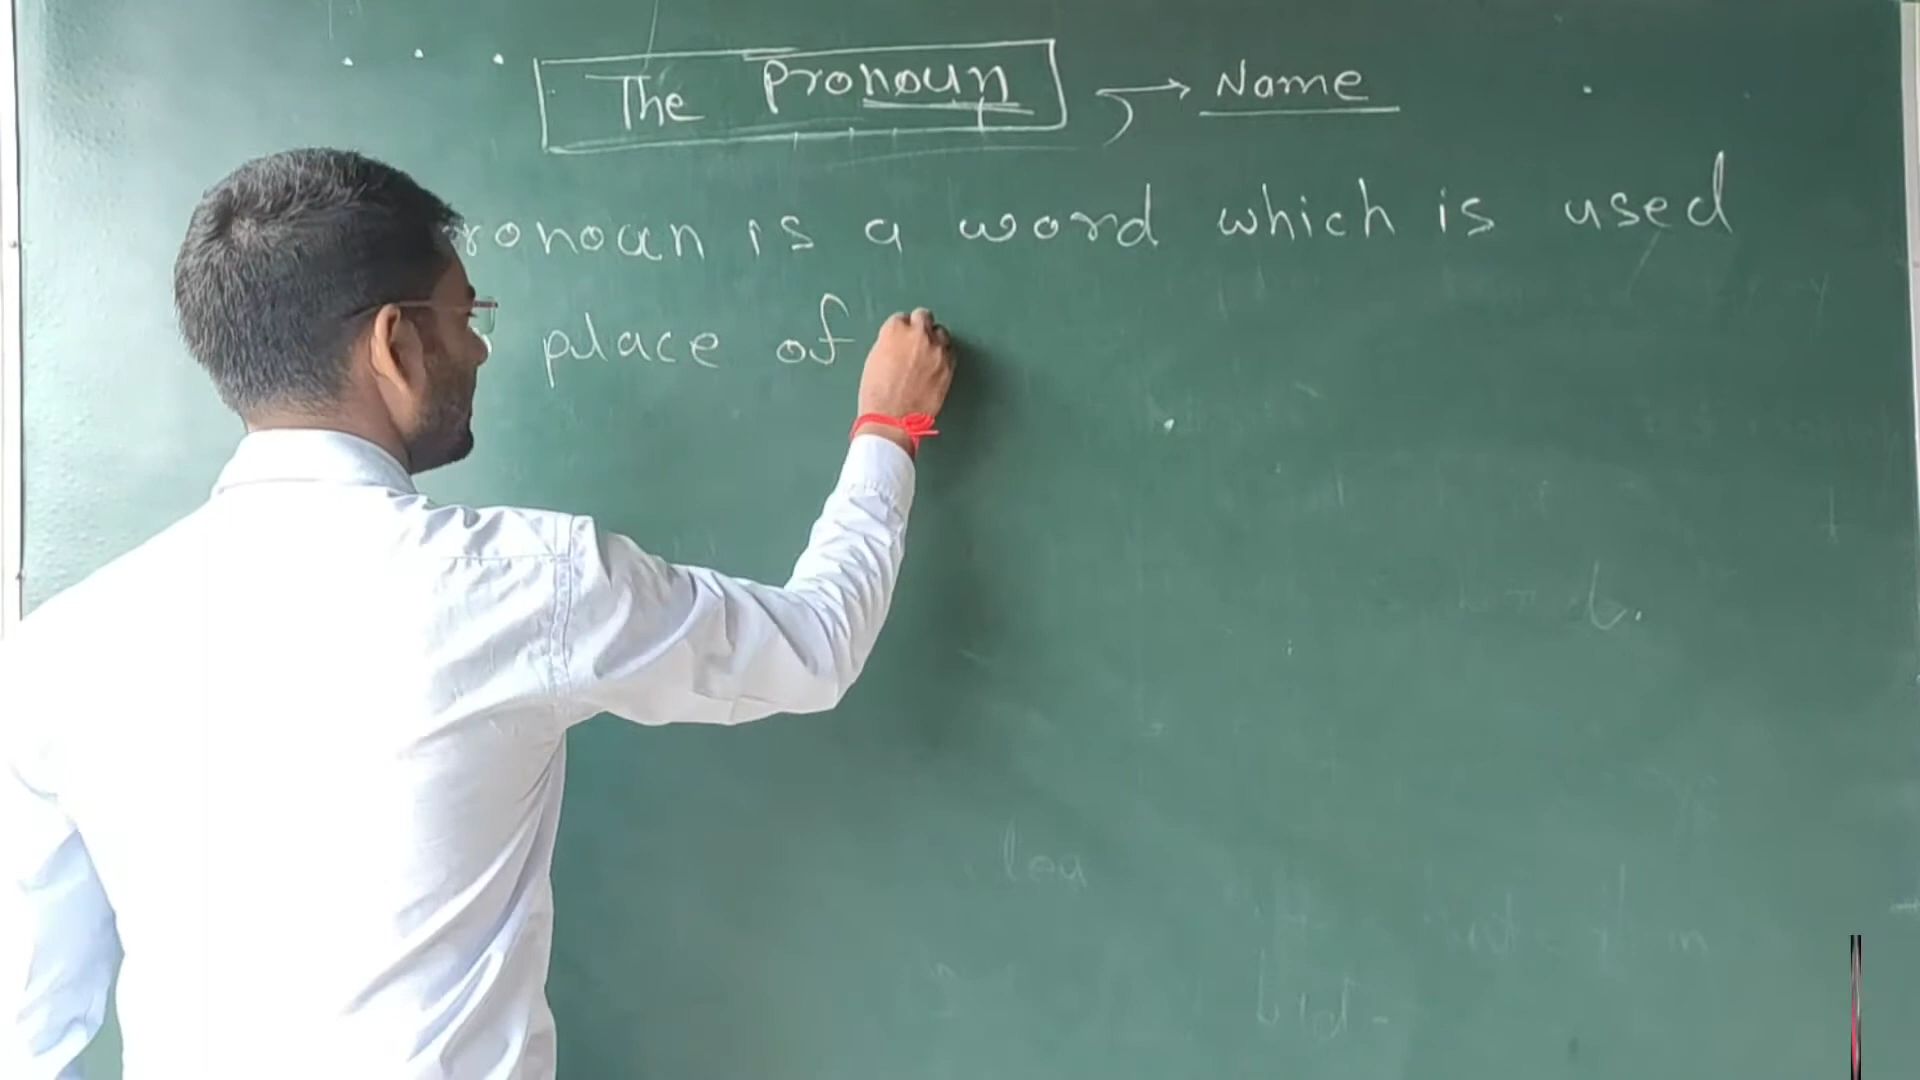 The Pronoun → Name
ronoun is a word which is used
place of